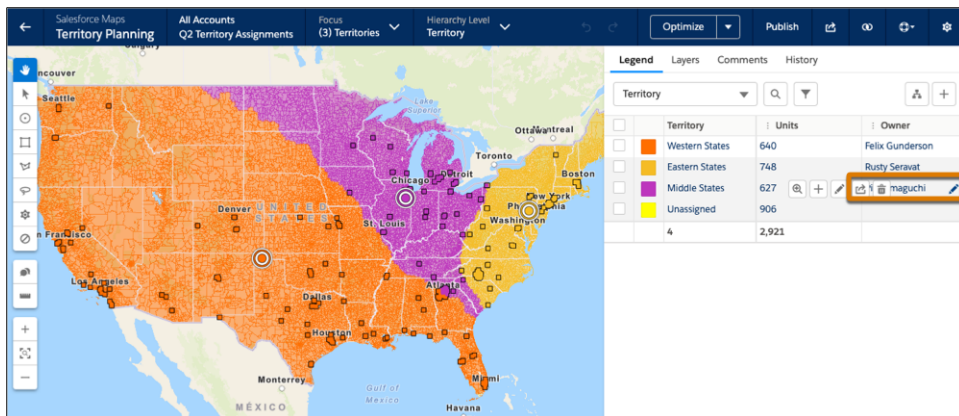 Salesforce Maps
Territory Planning
All Accounts
Q2 Territory Assignments
Focus
(3) Territories
Hierarchy Level
Territory
Optimize
Publish
Legend Layers Comments History
Territory
Territory Units Owner
Western States 640 Felix Gunderson
Eastern States 748 Rusty Seravat
Middle States 627 maguchi
Unassigned 906
4 2,921
Calgary
ncouver
Seattle
Lake
Superior
Ottawa
ntreal
Toronto
Chicago
Detroit
Boston
New York
Denver
UNITED
STATES
St. Louis
Washington
n Francisco
Los Angeles
Atlanta
Dallas
Houston
Monterrey
Gulf of
Mexico
Miami
MÉXICO
Havana